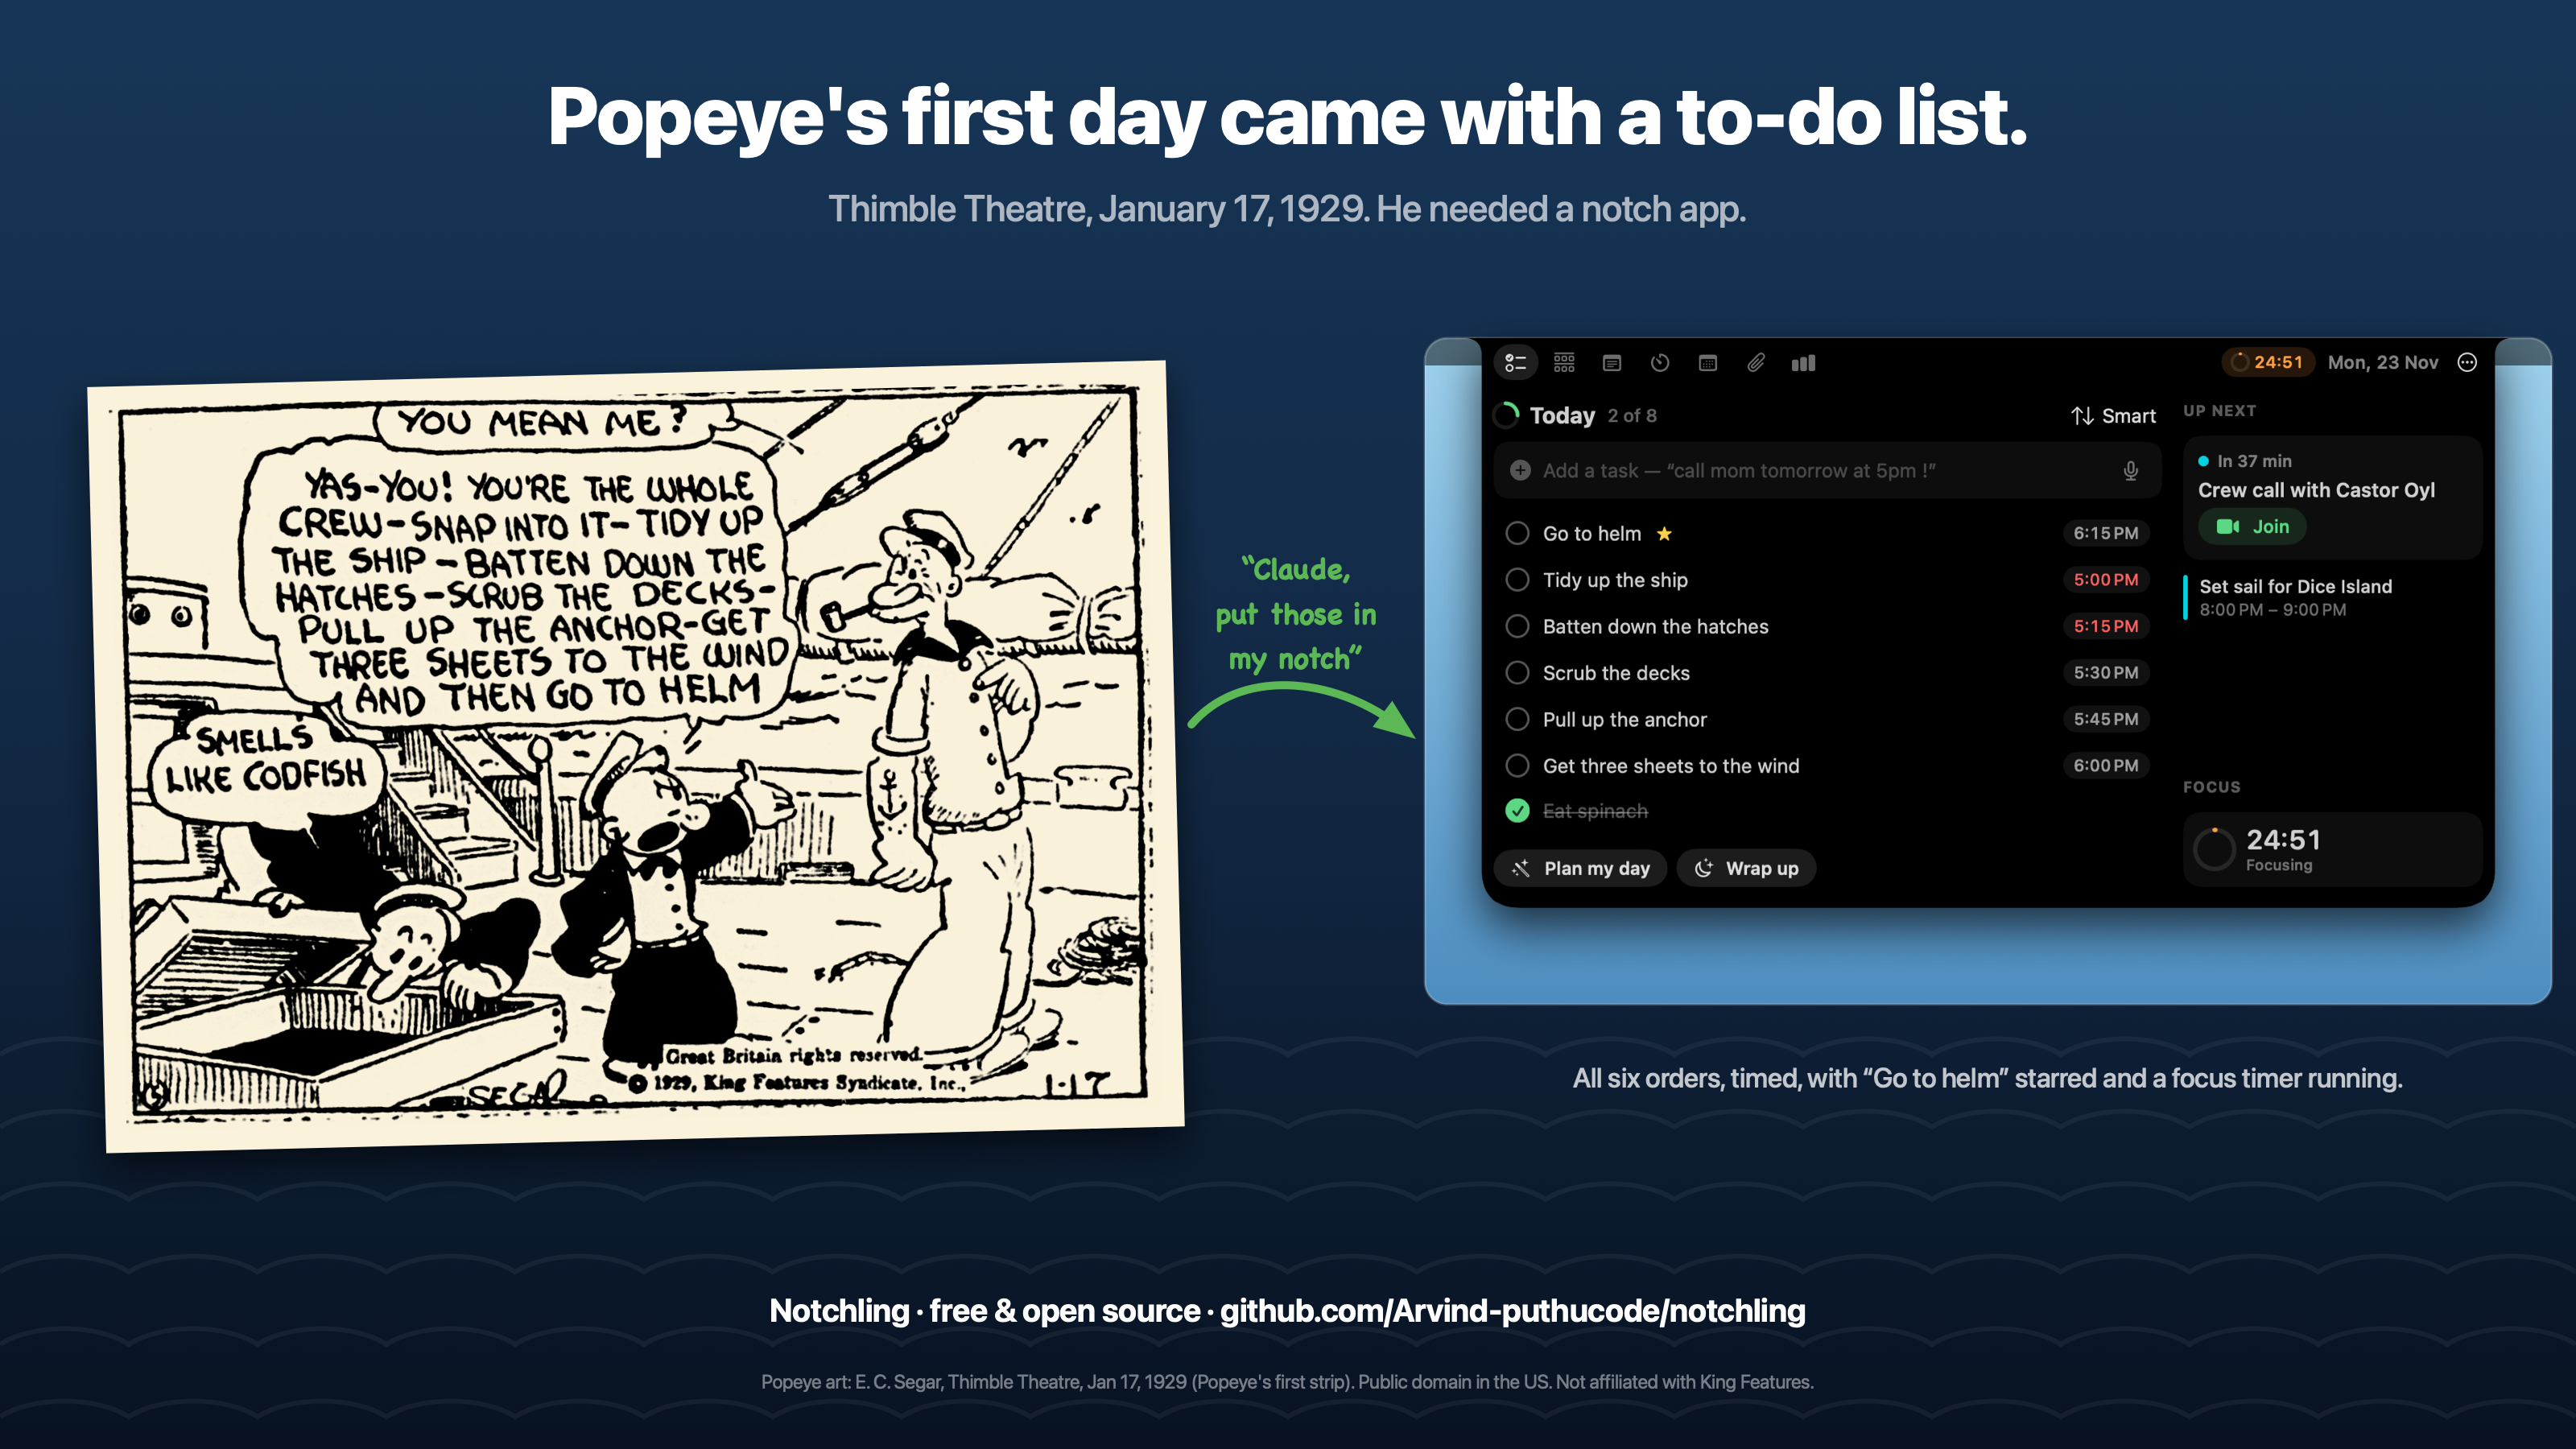 Popeye's first day came with a to-do list.
Thimble Theatre, January 17, 1929. He needed a notch app.
YOU MEAN ME?
YAS-YOU! YOU'RE THE WHOLE
CREW-SNAP INTO IT-TIDY UP
THE SHIP-BATTEN DOWN THE
HATCHES-SCRUB THE DECKS-
PULL UP THE ANCHOR-GET
THREE SHEETS TO THE WIND
AND THEN GO TO HELM
SMELLS
LIKE CODFISH
Great Britain rights reserved.
© 1929, King Features Syndicate, Inc.,
SEGAR
1-17
“Claude,
put those in
my notch”
24:51 Mon, 23 Nov
Today 2 of 8 Smart
Add a task — “call mom tomorrow at 5pm !”
Go to helm 6:15 PM
Tidy up the ship 5:00 PM
Batten down the hatches 5:15 PM
Scrub the decks 5:30 PM
Pull up the anchor 5:45 PM
Get three sheets to the wind 6:00 PM
Eat spinach
Plan my day Wrap up
UP NEXT
In 37 min
Crew call with Castor Oyl
Join
Set sail for Dice Island
8:00 PM – 9:00 PM
FOCUS
24:51
Focusing
All six orders, timed, with “Go to helm” starred and a focus timer running.
Notchling · free & open source · github.com/Arvind-puthucode/notchling
Popeye art: E. C. Segar, Thimble Theatre, Jan 17, 1929 (Popeye's first strip). Public domain in the US. Not affiliated with King Features.